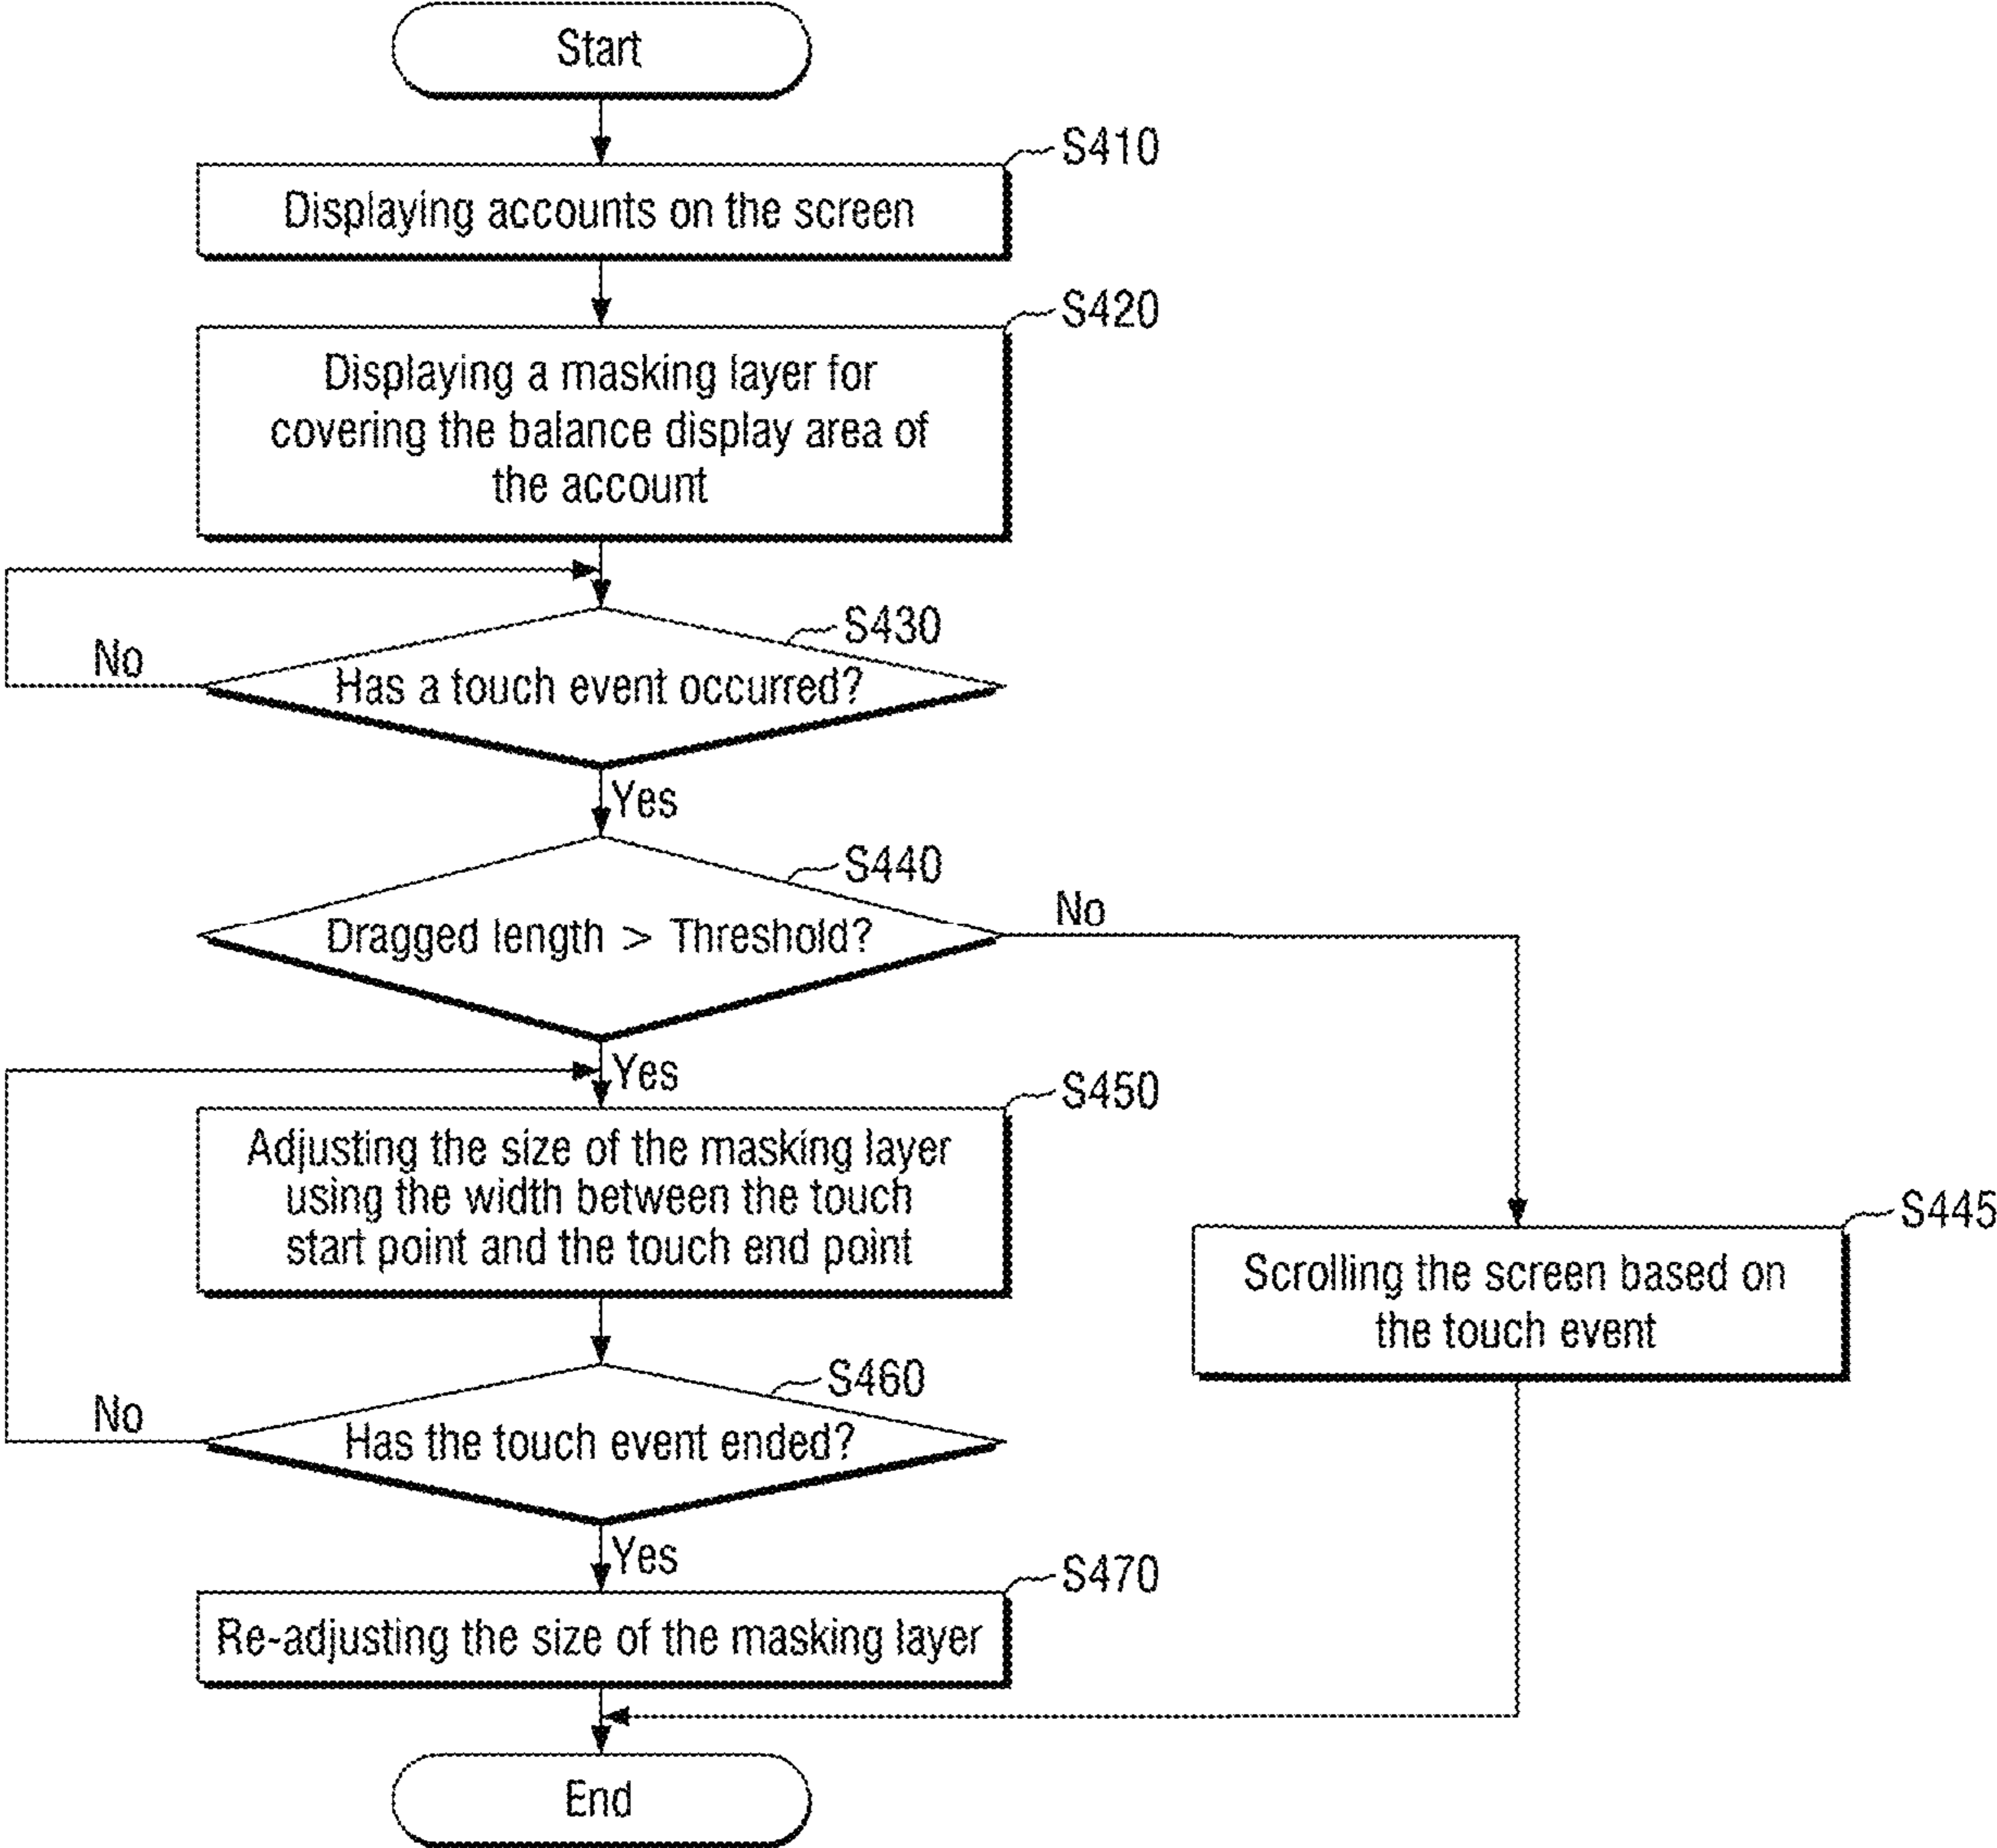 Start
S410
Displaying accounts on the screen
S420
Displaying a masking layer for
covering the balance display area of
the account
S430
No
Has a touch event occurred?
Yes
S440
No
Dragged length > Threshold?
Yes
S450
Adjusting the size of the masking layer
using the width between the touch
start point and the touch end point
S445
Scrolling the screen based on
the touch event
S460
No
Has the touch event ended?
Yes
S470
Re-adjusting the size of the masking layer
End